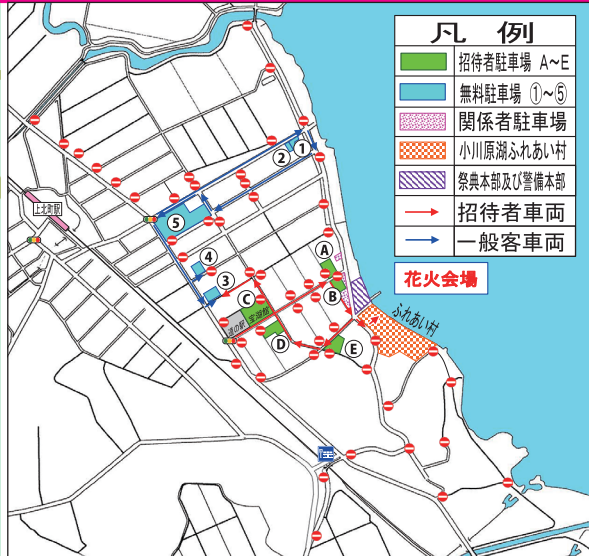 凡例
招待者駐車場 A～E
無料駐車場 ①～⑤
関係者駐車場
小川原湖ふれあい村
祭典本部及び警備本部
招待者車両
一般客車両
花火会場
①
②
上北町駅
⑤
④
A
③
B
C
道の駅
宝湖館
ふれあい村
D
E